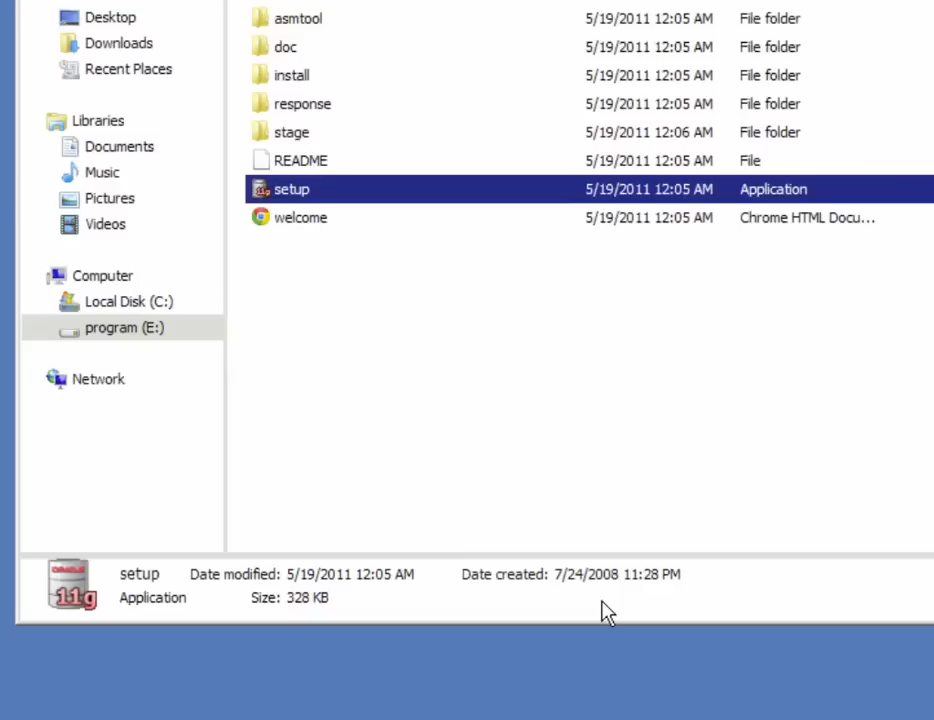 Desktop
Downloads
Recent Places
Libraries
Documents
Music
Pictures
Videos
Computer
Local Disk (C:)
program (E:)
Network
asmtool 5/19/2011 12:05 AM File folder
doc 5/19/2011 12:05 AM File folder
install 5/19/2011 12:05 AM File folder
response 5/19/2011 12:05 AM File folder
stage 5/19/2011 12:06 AM File folder
README 5/19/2011 12:05 AM File
setup 5/19/2011 12:05 AM Application
welcome 5/19/2011 12:05 AM Chrome HTML Docu...
ORACLE
11g
setup Date modified: 5/19/2011 12:05 AM Date created: 7/24/2008 11:28 PM
Application Size: 328 KB